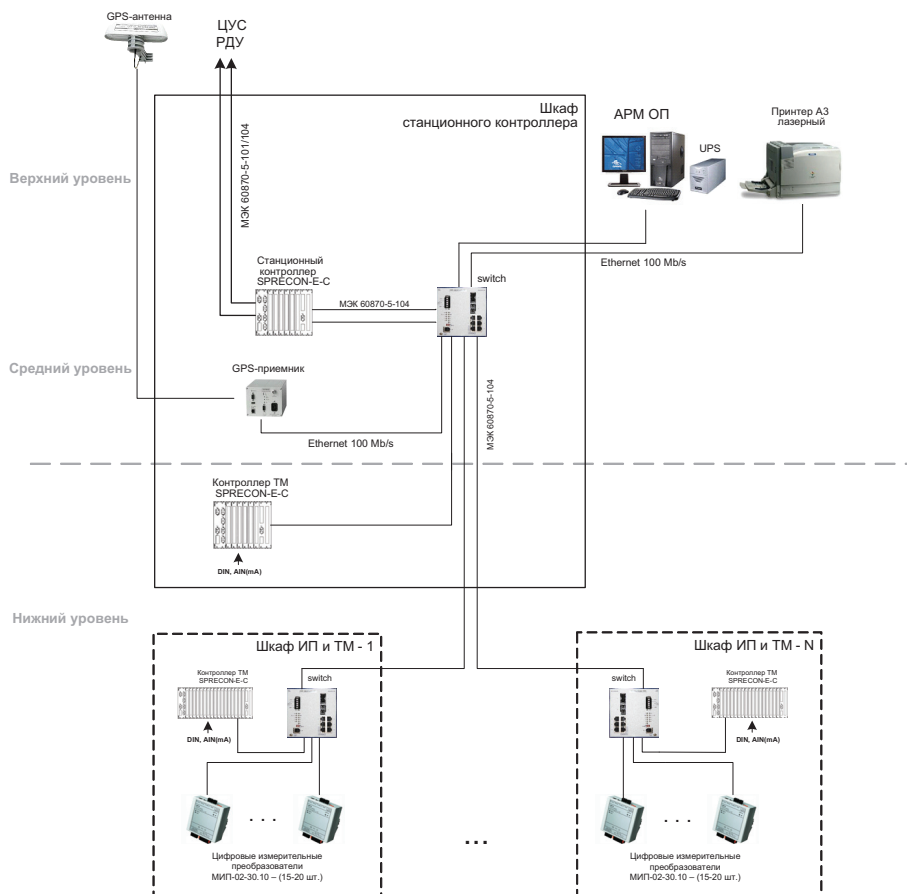 GPS-антенна
ЦУС
РДУ
Шкаф
станционного контроллера
АРМ ОП
UPS
Принтер А3
лазерный
Верхний уровень
МЭК 60870-5-101/104
Ethernet 100 Mb/s
Станционный
контроллер
SPRECON-E-C
МЭК 60870-5-104
switch
Средний уровень
GPS-приемник
Ethernet 100 Mb/s
МЭК 60870-5-104
Контроллер ТМ
SPRECON-E-C
DIN, AIN(mA)
Нижний уровень
Шкаф ИП и ТМ - 1
Контроллер ТМ
SPRECON-E-C
switch
DIN, AIN(mA)
. . .
Цифровые измерительные
преобразователи
МИП-02-30.10 – (15-20 шт.)
...
Шкаф ИП и ТМ - N
switch
Контроллер ТМ
SPRECON-E-C
DIN, AIN(mA)
. . .
Цифровые измерительные
преобразователи
МИП-02-30.10 – (15-20 шт.)